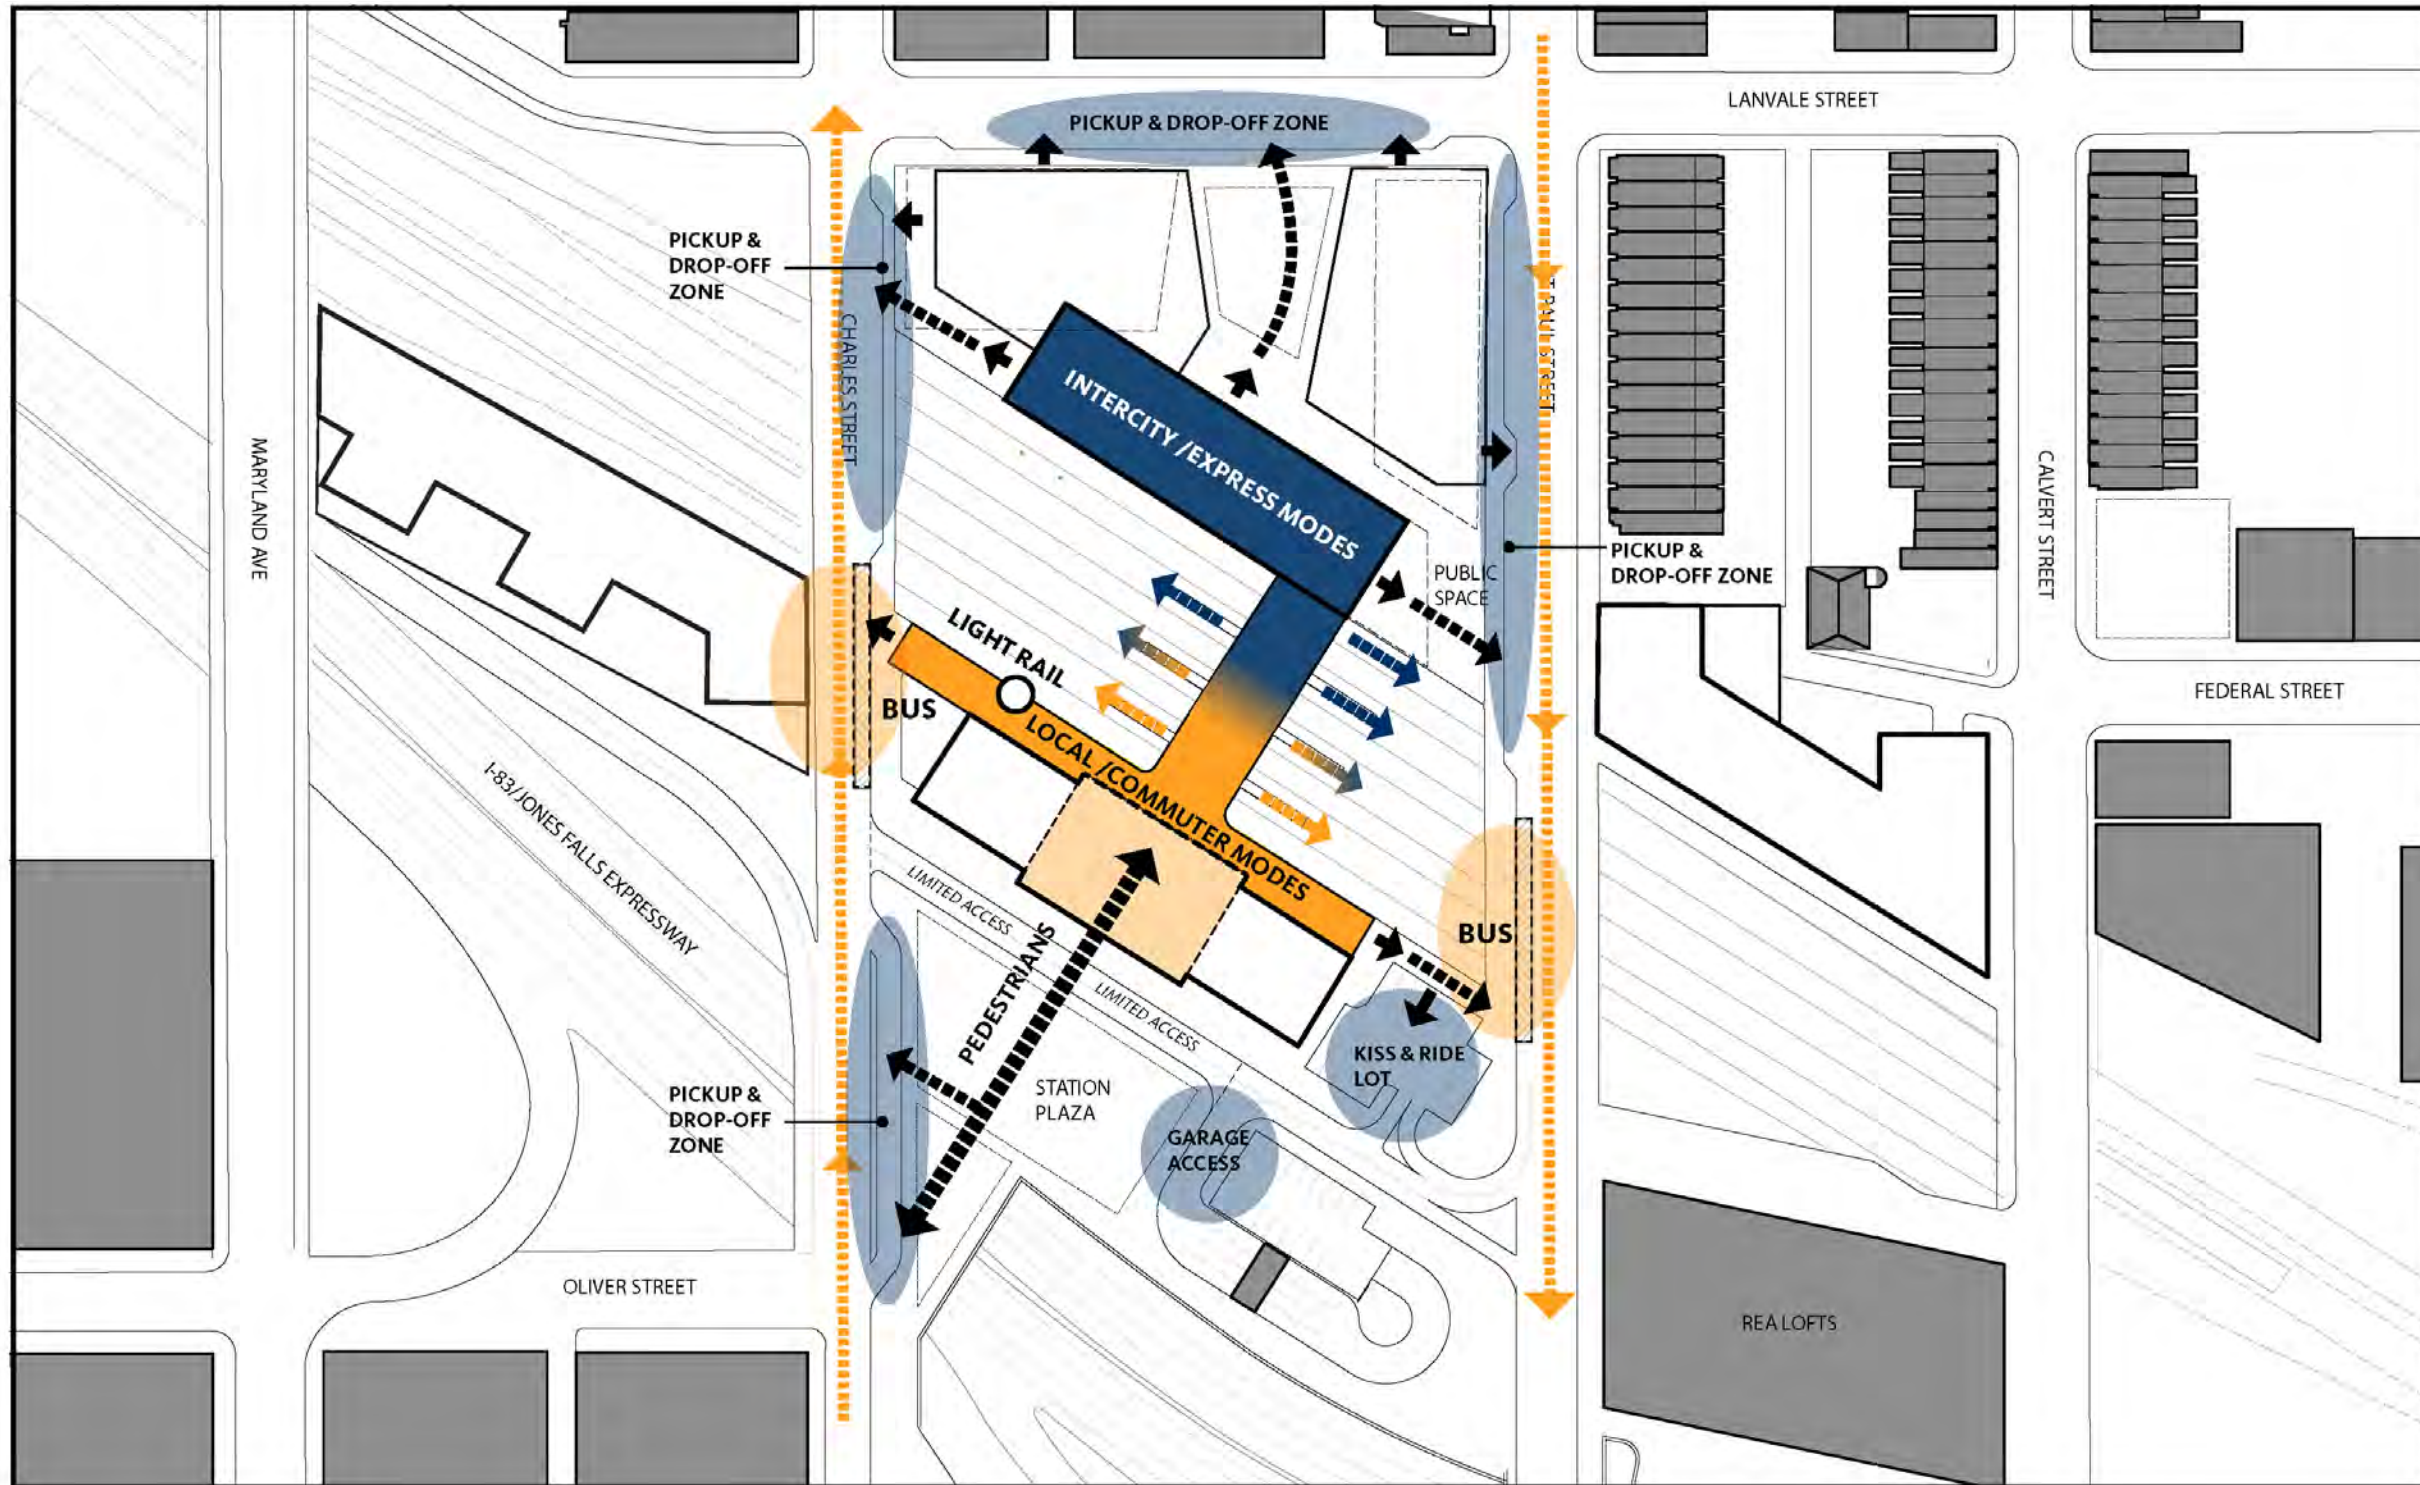 LANVALE STREET
PICKUP & DROP-OFF ZONE
PICKUP &
DROP-OFF
ZONE
CHARLES STREET
T PAUL STREET
INTERCITY /EXPRESS MODES
MARYLAND AVE
CALVERT STREET
PICKUP &
DROP-OFF ZONE
PUBLIC
SPACE
LIGHT RAIL
BUS
LOCAL /COMMUTER MODES
FEDERAL STREET
I-83/JONES FALLS EXPRESSWAY
LIMITED ACCESS
BUS
PEDESTRIANS
LIMITED ACCESS
KISS & RIDE
LOT
STATION
PLAZA
PICKUP &
DROP-OFF
ZONE
GARAGE
ACCESS
OLIVER STREET
REA LOFTS